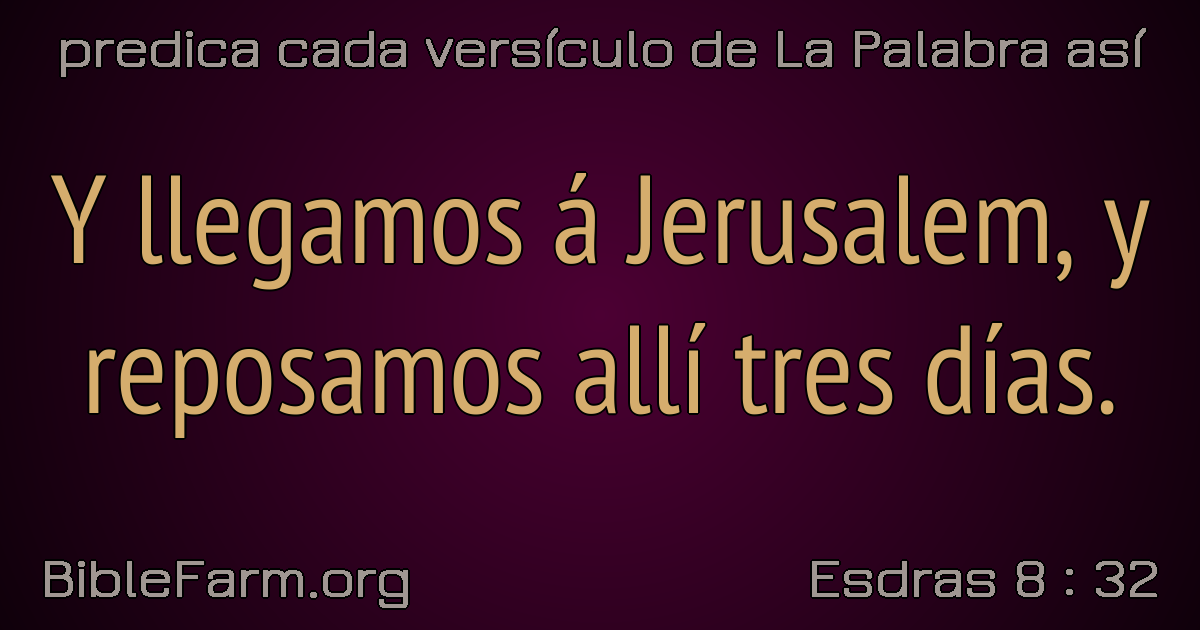 predica cada versículo de La Palabra así
Y llegamos á Jerusalem, y
reposamos allí tres días.
BibleFarm.org
Esdras 8 : 32